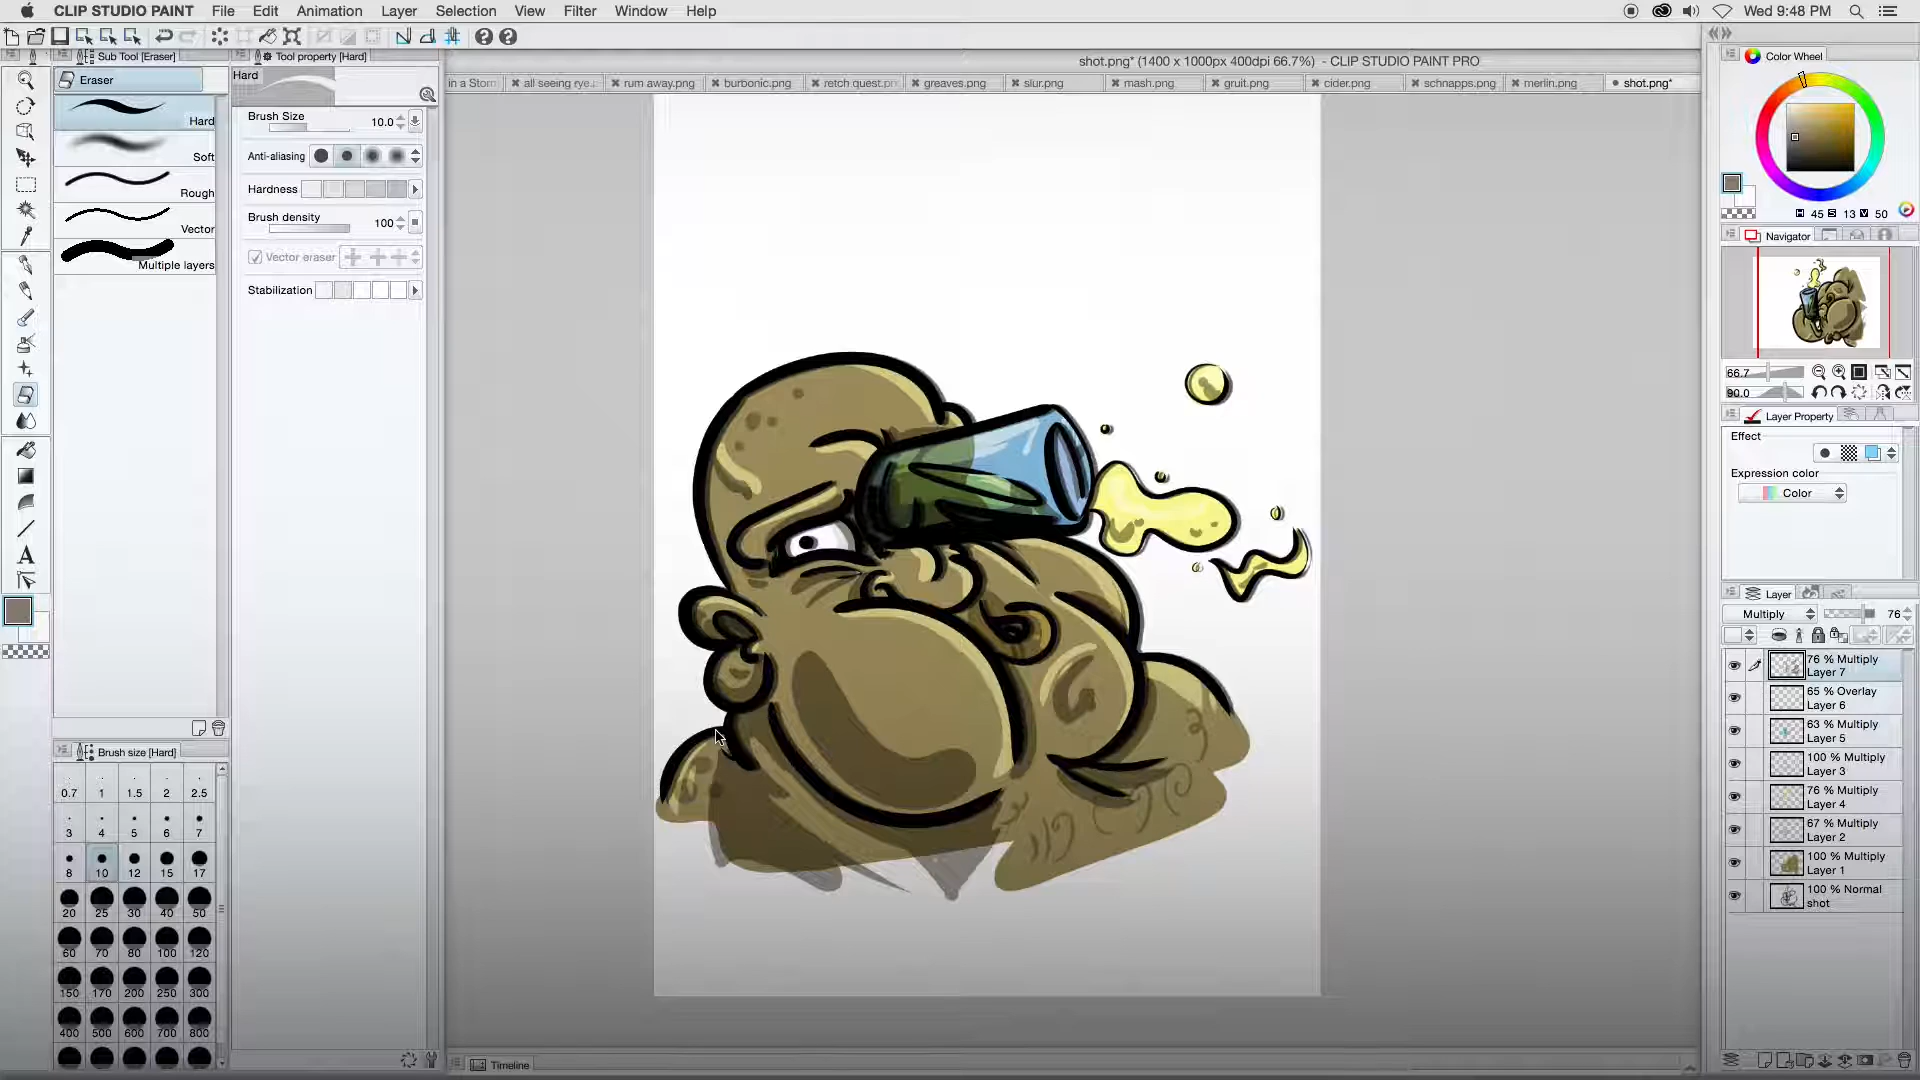 CLIP STUDIO PAINT File Edit Animation Layer Selection View Filter Window Help Wed 9:48 PM
Sub Tool [Eraser] Tool property [Hard]
shot.png* (1400 x 1000px 400dpi 66.7%) - CLIP STUDIO PAINT PRO
Color Wheel
Eraser
Hard
in a Storm all seeing rye. rum away.png burbonic.png retch quest.pn greaves.png slur.png mash.png gruit.png cider.png schnapps.png merlin.png shot.png*
Hard
Soft
Rough
Vector
Multiple layers
Brush Size 10.0
Anti-aliasing
Hardness
Brush density 100
Vector eraser
Stabilization
H 45 S 13 V 50
Navigator
66.7
90.0
Layer Property
Effect
Expression color
Color
Layer
Multiply 76
76 % Multiply
Layer 7
65 % Overlay
Layer 6
63 % Multiply
Layer 5
100 % Multiply
Layer 3
76 % Multiply
Layer 4
67 % Multiply
Layer 2
100 % Multiply
Layer 1
100 % Normal
shot
A
Brush size [Hard]
0.7 1 1.5 2 2.5
3 4 5 6 7
8 10 12 15 17
20 25 30 40 50
60 70 80 100 120
150 170 200 250 300
400 500 600 700 800
Timeline